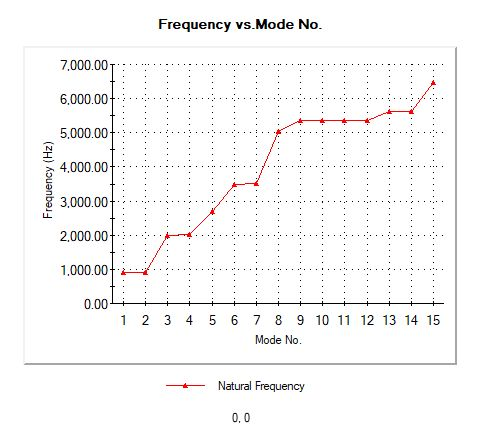 Frequency vs.Mode No.
7,000.00
6,000.00
5,000.00
4,000.00
3,000.00
2,000.00
1,000.00
0.00
Frequency (Hz)
1 2 3 4 5 6 7 8 9 10 11 12 13 14 15
Mode No.
Natural Frequency
0, 0